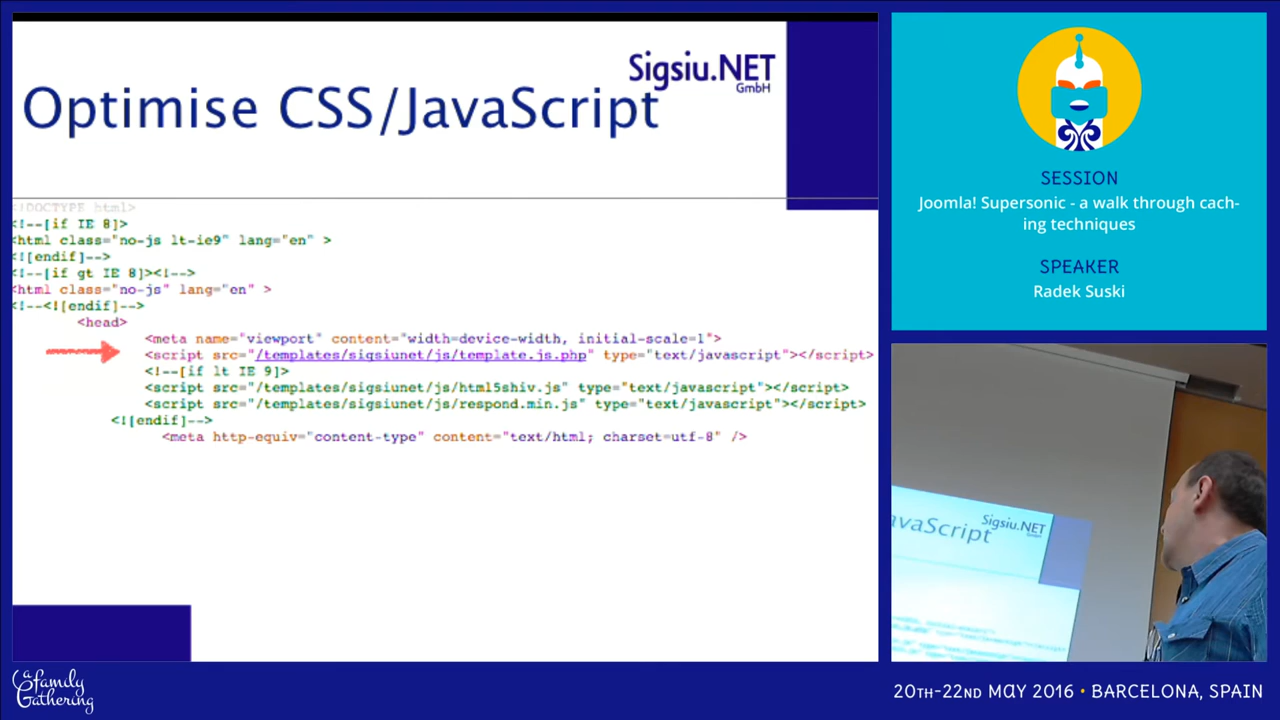 Sigsiu.NET
GmbH
Optimise CSS/JavaScript
<!DOCTYPE html>
<!--[if IE 8]>
<html class="no-js lt-ie9" lang="en" >
<![endif]-->
<!--[if gt IE 8]><!-->
<html class="no-js" lang="en" >
<!--<![endif]-->
<head>
<meta name="viewport" content="width=device-width, initial-scale=1">
<script src="/templates/sigsiunet/js/template.js.php" type="text/javascript"></script>
<!--[if lt IE 9]>
<script src="/templates/sigsiunet/js/html5shiv.js" type="text/javascript"></script>
<script src="/templates/sigsiunet/js/respond.min.js" type="text/javascript"></script>
<![endif]-->
<meta http-equiv="content-type" content="text/html; charset=utf-8" />
SESSION
Joomla! Supersonic - a walk through cach-
ing techniques
SPEAKER
Radek Suski
avaScript
Sigsiu.NET
a family
Gathering
20TH-22ND MAY 2016 • BARCELONA, SPAIN